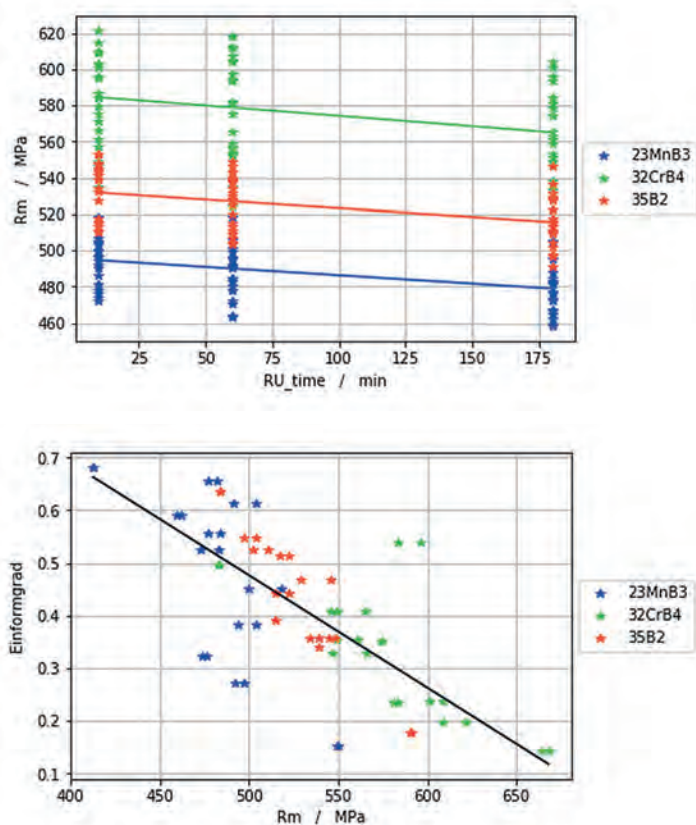 620
600
580
560
540
520
500
480
460
Rm / MPa
25 50 75 100 125 150 175
RU_time / min
23MnB3
32CrB4
35B2
0.7
0.6
0.5
0.4
0.3
0.2
0.1
Einformgrad
400 450 500 550 600 650
Rm / MPa
23MnB3
32CrB4
35B2